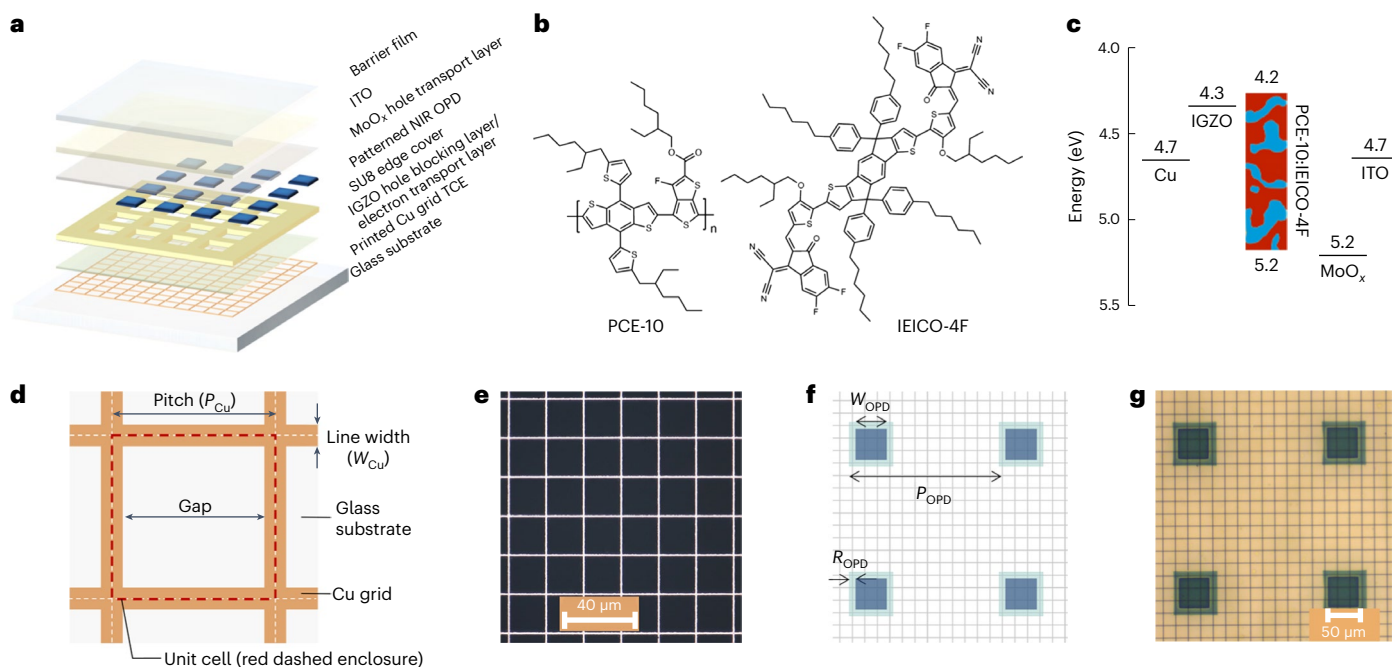 a
Barrier film
ITO
MoOx hole transport layer
Patterned NIR OPD
SU8 edge cover
IGZO hole blocking layer/
electron transport layer
Printed Cu grid TCE
Glass substrate
b
F
O
O
S
S
S
S
S
S
n
PCE-10
F
F
N
N
O
S
O
S
S
O
S
N
N
O
F
F
IEICO-4F
c
4.0
4.5
5.0
5.5
Energy (eV)
4.7
Cu
4.3
IGZO
4.2
5.2
PCE-10:IEICO-4F
5.2
MoOx
4.7
ITO
d
Pitch (PCu)
Line width
(WCu)
Gap
Glass
substrate
Cu grid
Unit cell (red dashed enclosure)
e
40 µm
f
WOPD
POPD
ROPD
g
50 µm